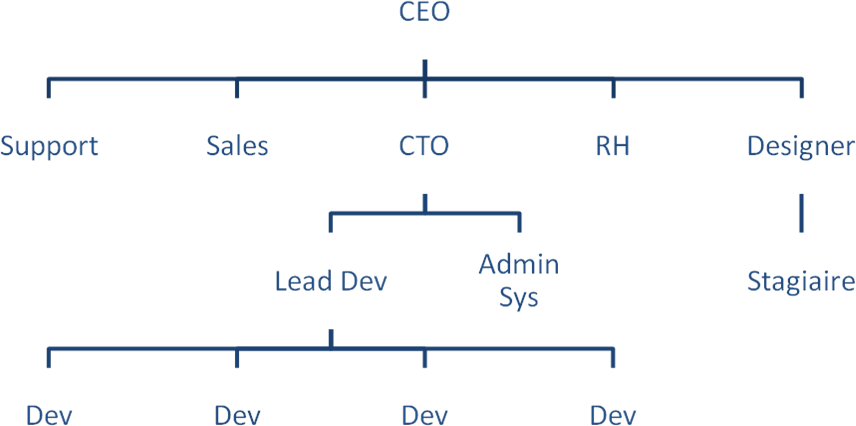 CEO
Support Sales CTO RH Designer
Lead Dev Admin Sys Stagiaire
Dev Dev Dev Dev